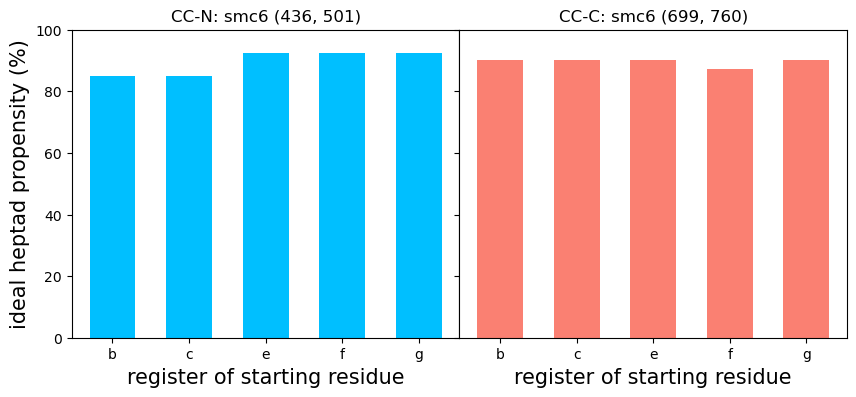 CC-N: smc6 (436, 501)
CC-C: smc6 (699, 760)
ideal heptad propensity (%)
100
80
60
40
20
0
b c e f g
b c e f g
register of starting residue
register of starting residue